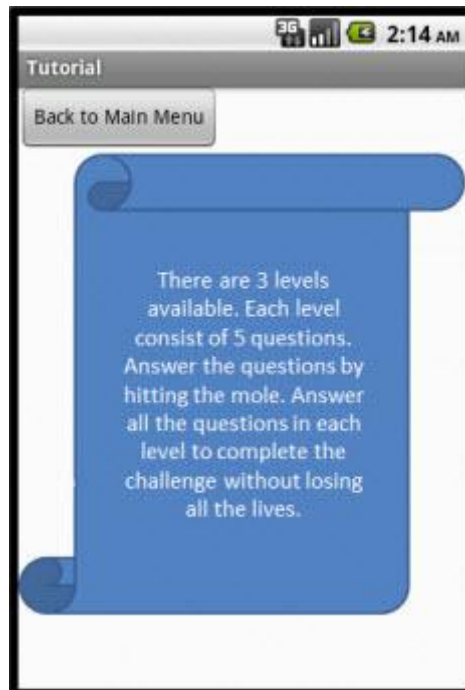 3G
2:14 AM
Tutorial
Back to Main Menu
There are 3 levels
available. Each level
consist of 5 questions.
Answer the questions by
hitting the mole. Answer
all the questions in each
level to complete the
challenge without losing
all the lives.